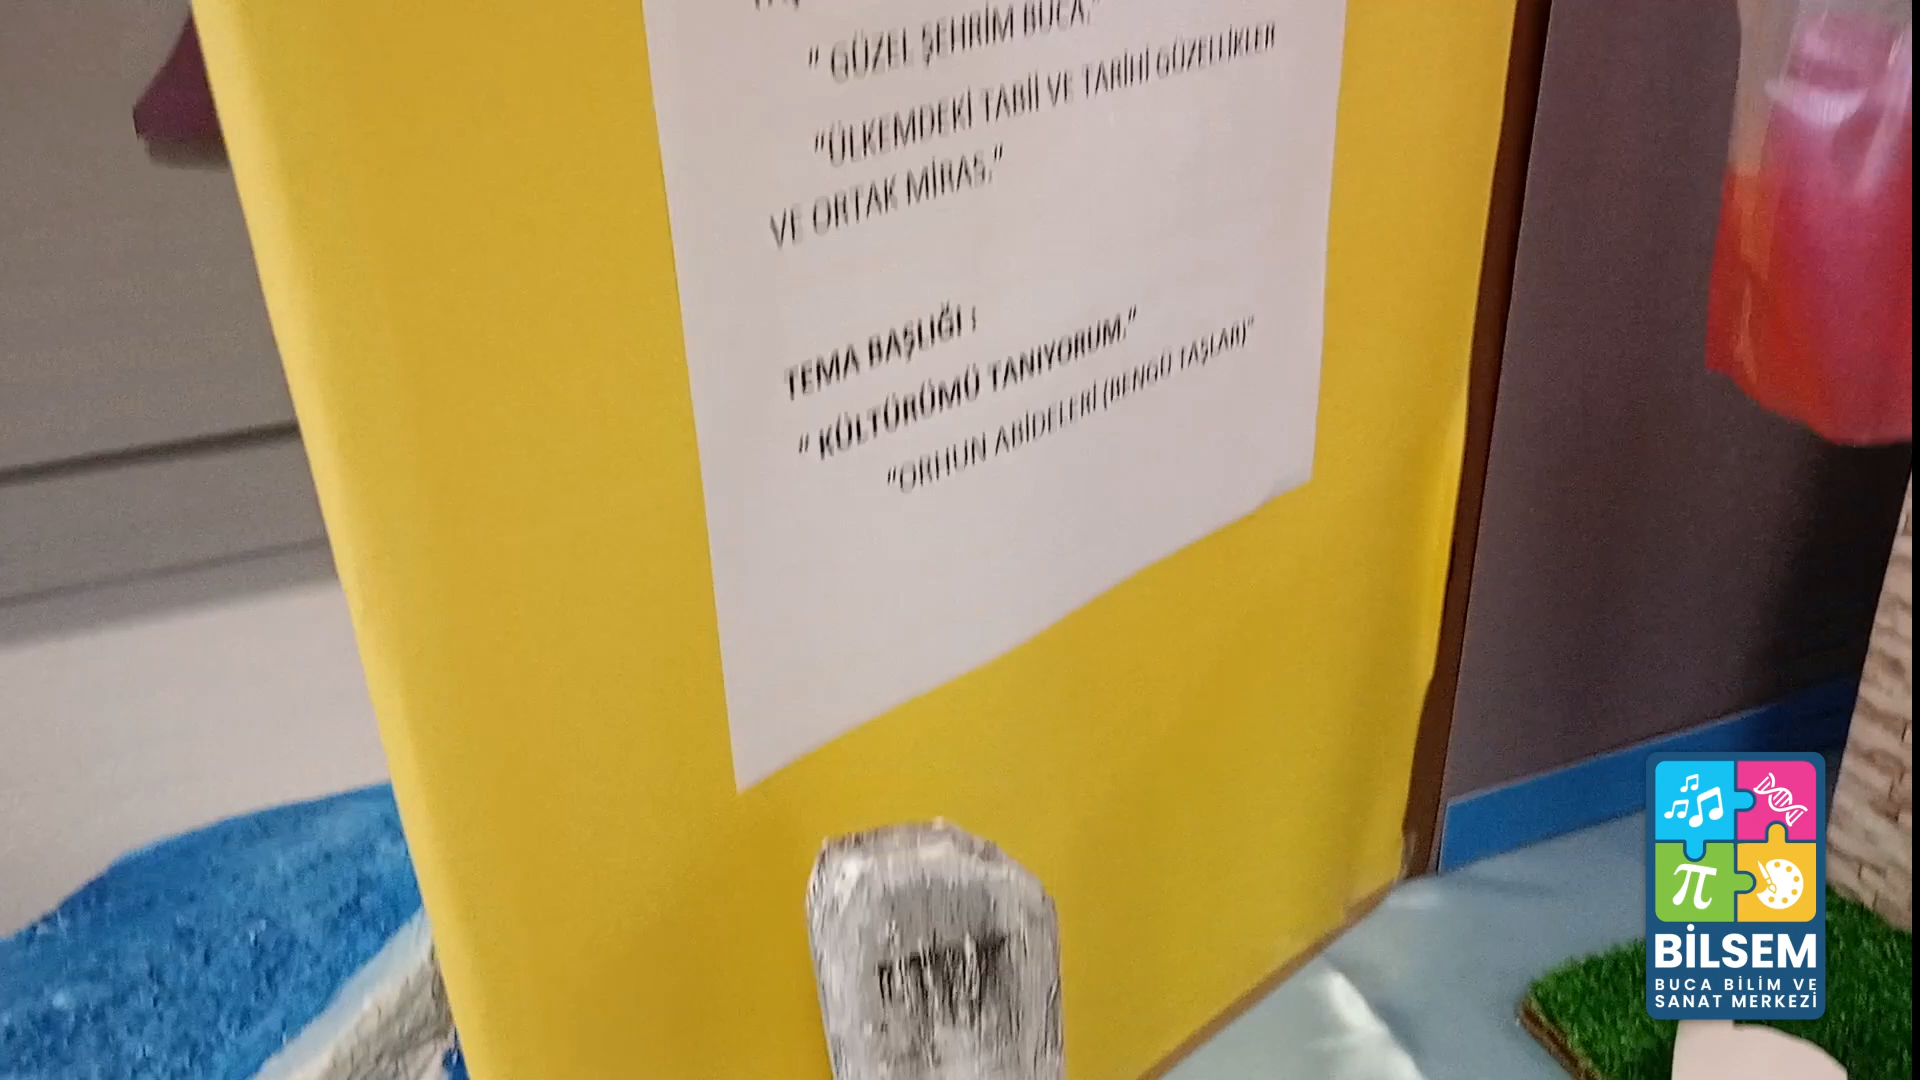 " GÜZEL ŞEHRİM BUCA,"
"ÜLKEMDEKİ TABİİ VE TARİHİ GÜZELLİKLER
VE ORTAK MİRAS,"
TEMA BAŞLIĞI :
" KÜLTÜRÜMÜ TANIYORUM,"
"ORHUN ABİDELERİ (BENGÜ TAŞLAR)"
π
BİLSEM
BUCA BİLİM VE
SANAT MERKEZİ